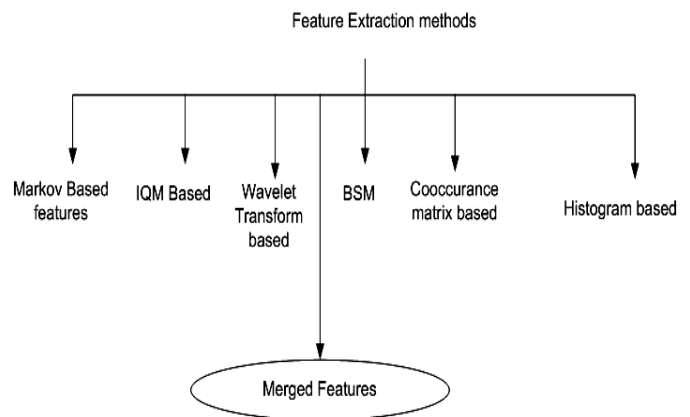 Feature Extraction methods
Markov Based
features
IQM Based
Wavelet
Transform
based
BSM
Cooccurance
matrix based
Histogram based
Merged Features